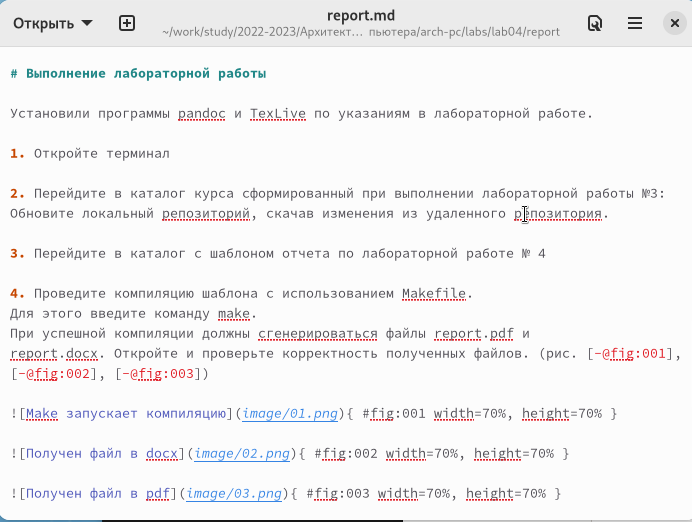 Открыть
report.md
~/work/study/2022-2023/Архитект… пьютера/arch-pc/labs/lab04/report
# Выполнение лабораторной работы
Установили программы pandoc и TexLive по указаниям в лабораторной работе.
1. Откройте терминал
2. Перейдите в каталог курса сформированный при выполнении лабораторной работы №3:
Обновите локальный репозиторий, скачав изменения из удаленного репозитория.
3. Перейдите в каталог с шаблоном отчета по лабораторной работе № 4
4. Проведите компиляцию шаблона с использованием Makefile.
Для этого введите команду make.
При успешной компиляции должны сгенерироваться файлы report.pdf и
report.docx. Откройте и проверьте корректность полученных файлов. (рис. [-@fig:001],
[-@fig:002], [-@fig:003])
![Make запускает компиляцию](image/01.png){ #fig:001 width=70%, height=70% }
![Получен файл в docx](image/02.png){ #fig:002 width=70%, height=70% }
![Получен файл в pdf](image/03.png){ #fig:003 width=70%, height=70% }